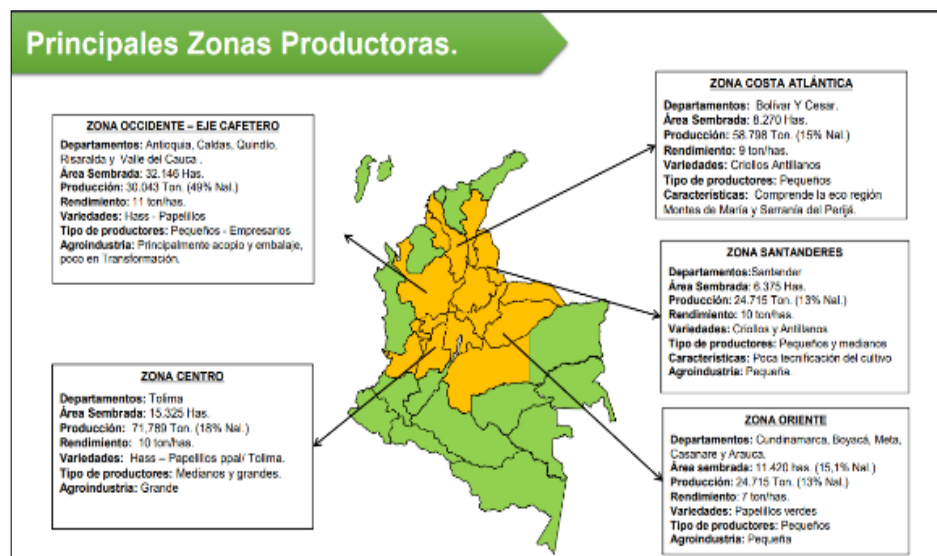 Principales Zonas Productoras.
ZONA OCCIDENTE – EJE CAFETERO
Departamentos: Antioquia, Caldas, Quindío,
Risaralda y Valle del Cauca .
Área Sembrada: 32.146 Has.
Producción: 30.043 Ton. (49% Nal.)
Rendimiento: 11 ton/has.
Variedades: Hass - Papelillos
Tipo de productores: Pequeños - Empresarios
Agroindustria: Principalmente acopio y embalaje,
poco en Transformación.
ZONA COSTA ATLÁNTICA
Departamentos: Bolívar Y Cesar.
Área Sembrada: 8.270 Has.
Producción: 58.798 Ton. (15% Nal.)
Rendimiento: 9 ton/has.
Variedades: Criollos Antillanos
Tipo de productores: Pequeños
Características: Comprende la eco región
Montes de María y Serranía del Perijá.
ZONA SANTANDERES
Departamentos:Santander
Área Sembrada: 6.375 Has.
Producción: 24.715 Ton. (13% Nal.)
Rendimiento: 10 ton/has.
Variedades: Criollos y Antillanos
Tipo de productores: Pequeños y medianos
Características: Poca tecnificación del cultivo
Agroindustria: Pequeña.
ZONA CENTRO
Departamentos: Tolima
Área Sembrada: 15.325 Has.
Producción: 71,789 Ton. (18% Nal.)
Rendimiento: 10 ton/has.
Variedades: Hass – Papelillos ppal/ Tolima.
Tipo de productores: Medianos y grandes.
Agroindustria: Grande
ZONA ORIENTE
Departamentos: Cundinamarca, Boyacá, Meta,
Casanare y Arauca.
Área sembrada: 11.420 has. (15,1% Nal.)
Producción: 24.715 Ton. (13% Nal.)
Rendimiento: 7 ton/has.
Variedades: Papelillos verdes
Tipo de productores: Pequeños
Agroindustria: Pequeña